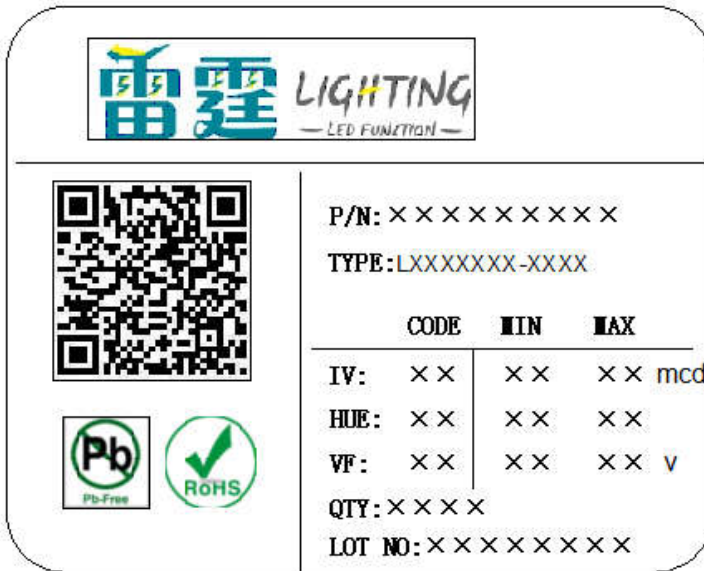 雷霆 LIGHTING
LED FUNCTION
P/N:×××××××××
TYPE:LXXXXXXX-XXXX
CODE MIN MAX
IV: ×× ×× ×× mcd
HUE: ×× ×× ××
VF: ×× ×× ×× v
QTY:××××
LOT NO:××××××××
Pb
Pb-Free
RoHS